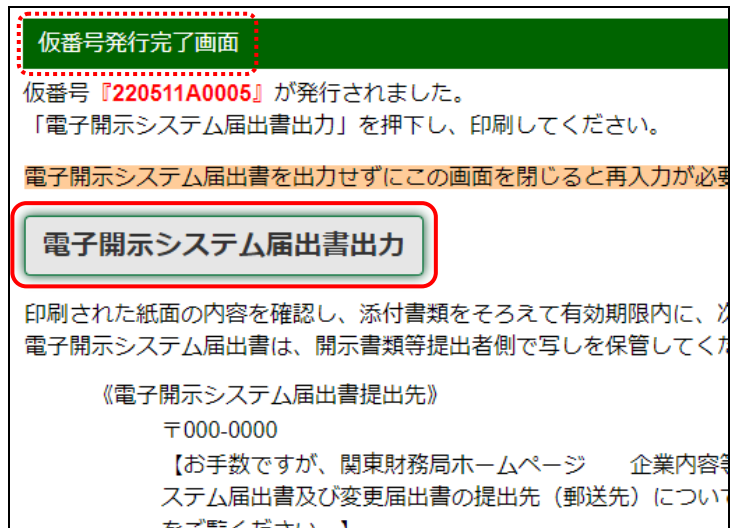 仮番号発行完了画面
仮番号『220511A0005』が発行されました。
「電子開示システム届出書出力」を押下し、印刷してください。
電子開示システム届出書を出力せずにこの画面を閉じると再入力が必要
電子開示システム届出書出力
印刷された紙面の内容を確認し、添付書類をそろえて有効期限内に、次
電子開示システム届出書は、開示書類等提出者側で写しを保管してくだ
《電子開示システム届出書提出先》
〒000-0000
【お手数ですが、関東財務局ホームページ　　企業内容等
ステム届出書及び変更届出書の提出先（郵送先）について
をご覧ください。】